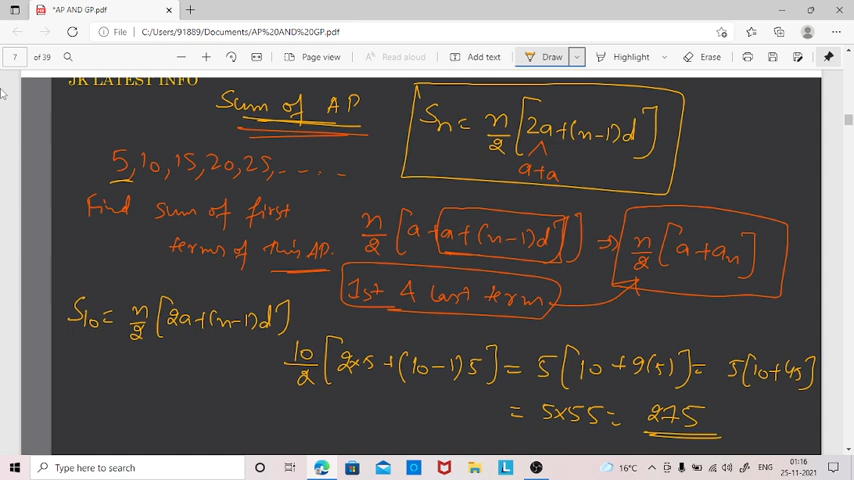 *AP AND GP.pdf
File C:/Users/91889/Documents/AP%20AND%20GP.pdf
7 of 39 Page view Read aloud Add text Draw Highlight Erase
JK LATEST INFO
Sum of AP
Sn = n/2 [2a+(n-1)d]
a+a
5, 10, 15, 20, 25, - - - -
Find sum of first
terms of this AP.
n/2 [a + a+(n-1)d] ⇒ n/2 [a+an]
1st & last term
S10 = n/2 [2a+(n-1)d]
10/2 [2×5+(10-1)5] = 5[10+9(5)] = 5[10+45]
= 5×55 = 275
Type here to search
16°C ENG 01:16
25-11-2021